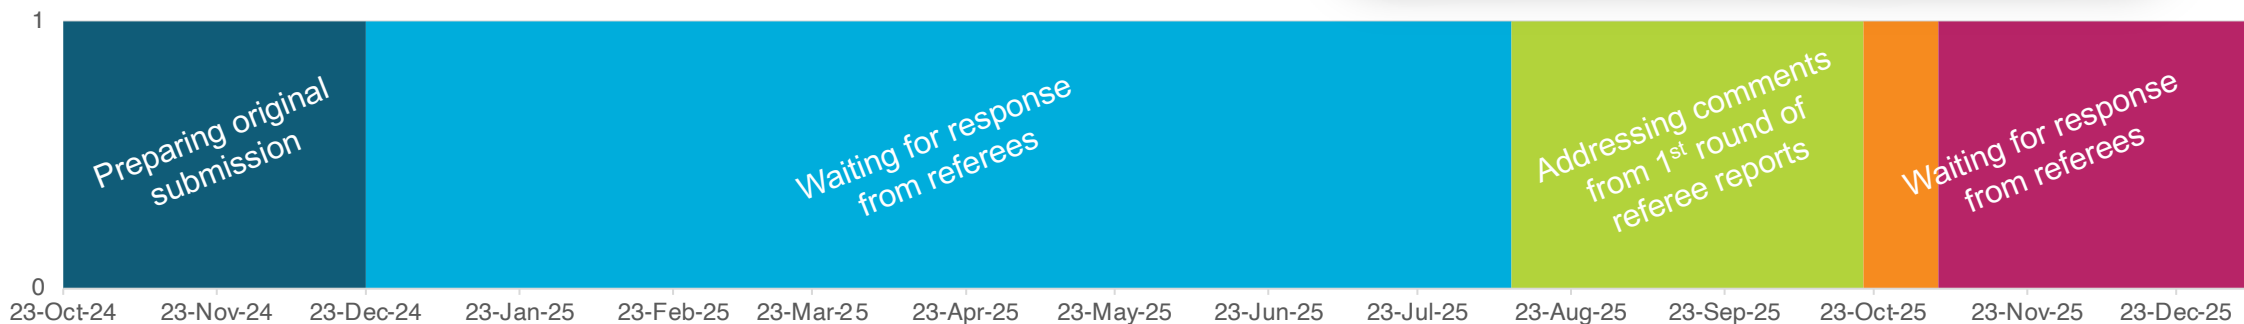 1
Preparing original
submission
Waiting for response
from referees
Addressing comments
from 1st round of
referee reports
Waiting for response
from referees
0
23-Oct-24 23-Nov-24 23-Dec-24 23-Jan-25 23-Feb-25 23-Mar-25 23-Apr-25 23-May-25 23-Jun-25 23-Jul-25 23-Aug-25 23-Sep-25 23-Oct-25 23-Nov-25 23-Dec-25